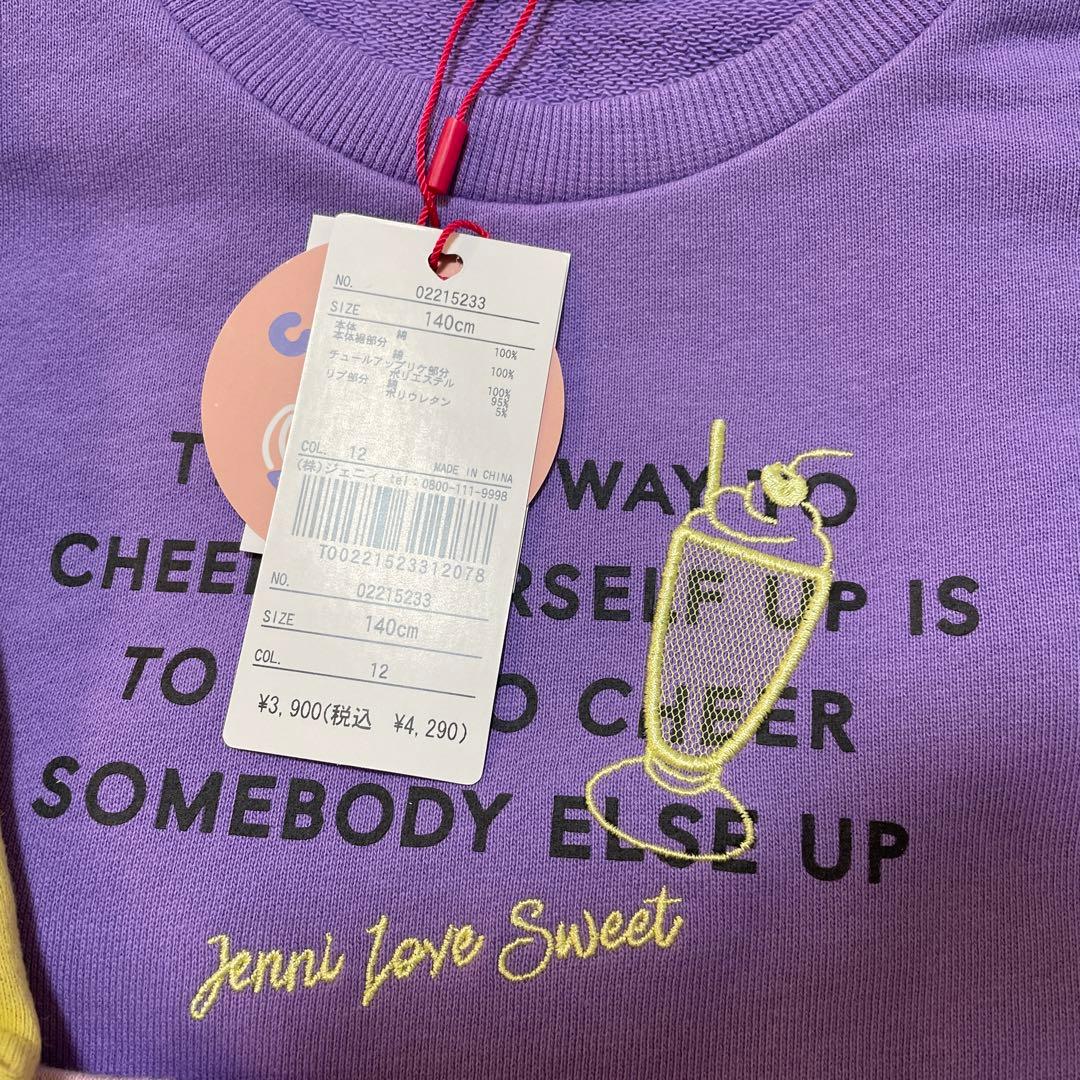 NO. 02215233
SIZE 140cm
本体 綿 100%
本体裾部分 綿 100%
チュールアップリケ部分 ポリエステル 100%
リブ部分 綿 95%
ポリウレタン 5%
COL. 12 MADE IN CHINA
(株)ジェニイ tel:0800-111-9998
T00221523312078
NO. 02215233
SIZE 140cm
COL. 12
¥3,900(税込 ¥4,290)
T WAY TO
CHEE RSELF UP IS
TO O CHEER
SOMEBODY ELSE UP
Jenni Love Sweet